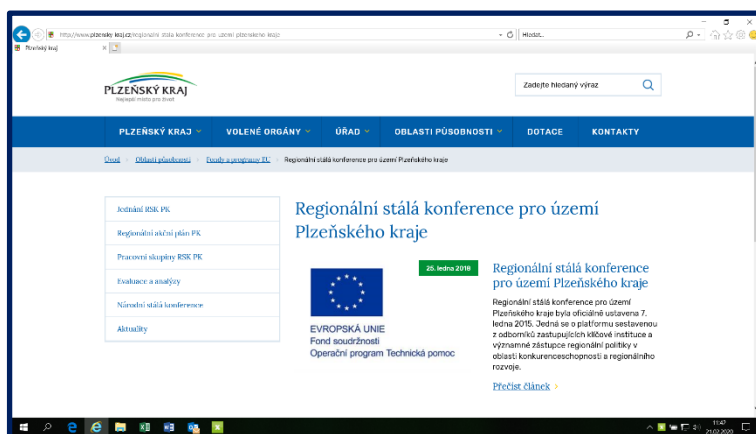 http://www.plzensky-kraj.cz/regionalni-stala-konference-pro-uzemi-plzenskeho-kraje
Hledat...
Plzeňský kraj
PLZEŇSKÝ KRAJ
Nejlepší místo pro život
Zadejte hledaný výraz
PLZEŇSKÝ KRAJ VOLENÉ ORGÁNY ÚŘAD OBLASTI PŮSOBNOSTI DOTACE KONTAKTY
Úvod Oblasti působnosti Fondy a programy EU Regionální stálá konference pro území Plzeňského kraje
Jednání RSK PK
Regionální akční plán PK
Pracovní skupiny RSK PK
Evaluace a analýzy
Národní stálá konference
Aktuality
Regionální stálá konference pro území
Plzeňského kraje
25. ledna 2018
EVROPSKÁ UNIE
Fond soudržnosti
Operační program Technická pomoc
Regionální stálá konference
pro území Plzeňského kraje
Regionální stálá konference pro území
Plzeňského kraje byla oficiálně ustavena 7.
ledna 2015. Jedná se o platformu sestavenou
z odborníků zastupujících klíčové instituce a
významné zástupce regionální politiky v
oblasti konkurenceschopnosti a regionálního
rozvoje.
Přečíst článek
11:47
21.02.2020